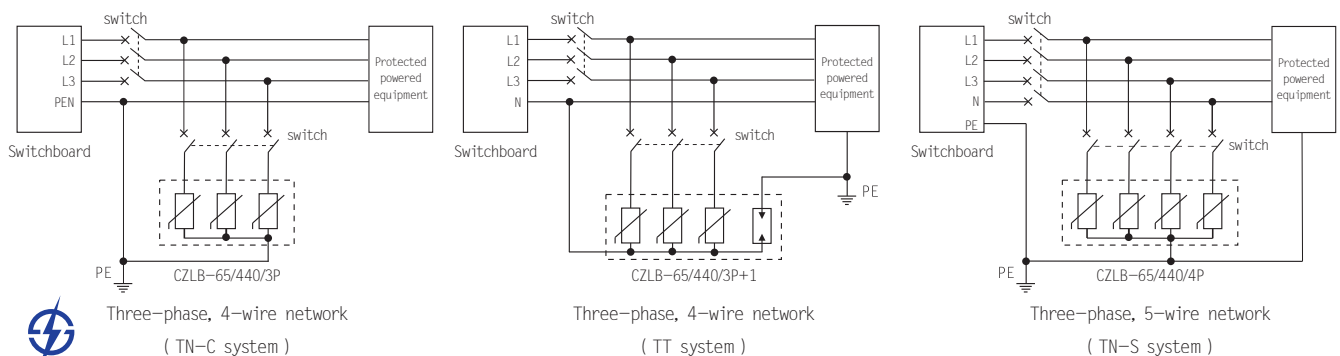 switch
L1
L2
L3
PEN
Protected
powered
equipment
switch
Switchboard
PE
CZLB-65/440/3P
Three-phase, 4-wire network
( TN-C system )
switch
L1
L2
L3
N
Protected
powered
equipment
switch
Switchboard
PE
CZLB-65/440/3P+1
Three-phase, 4-wire network
( TT system )
switch
L1
L2
L3
N
PE
Protected
powered
equipment
switch
Switchboard
PE
CZLB-65/440/4P
Three-phase, 5-wire network
( TN-S system )